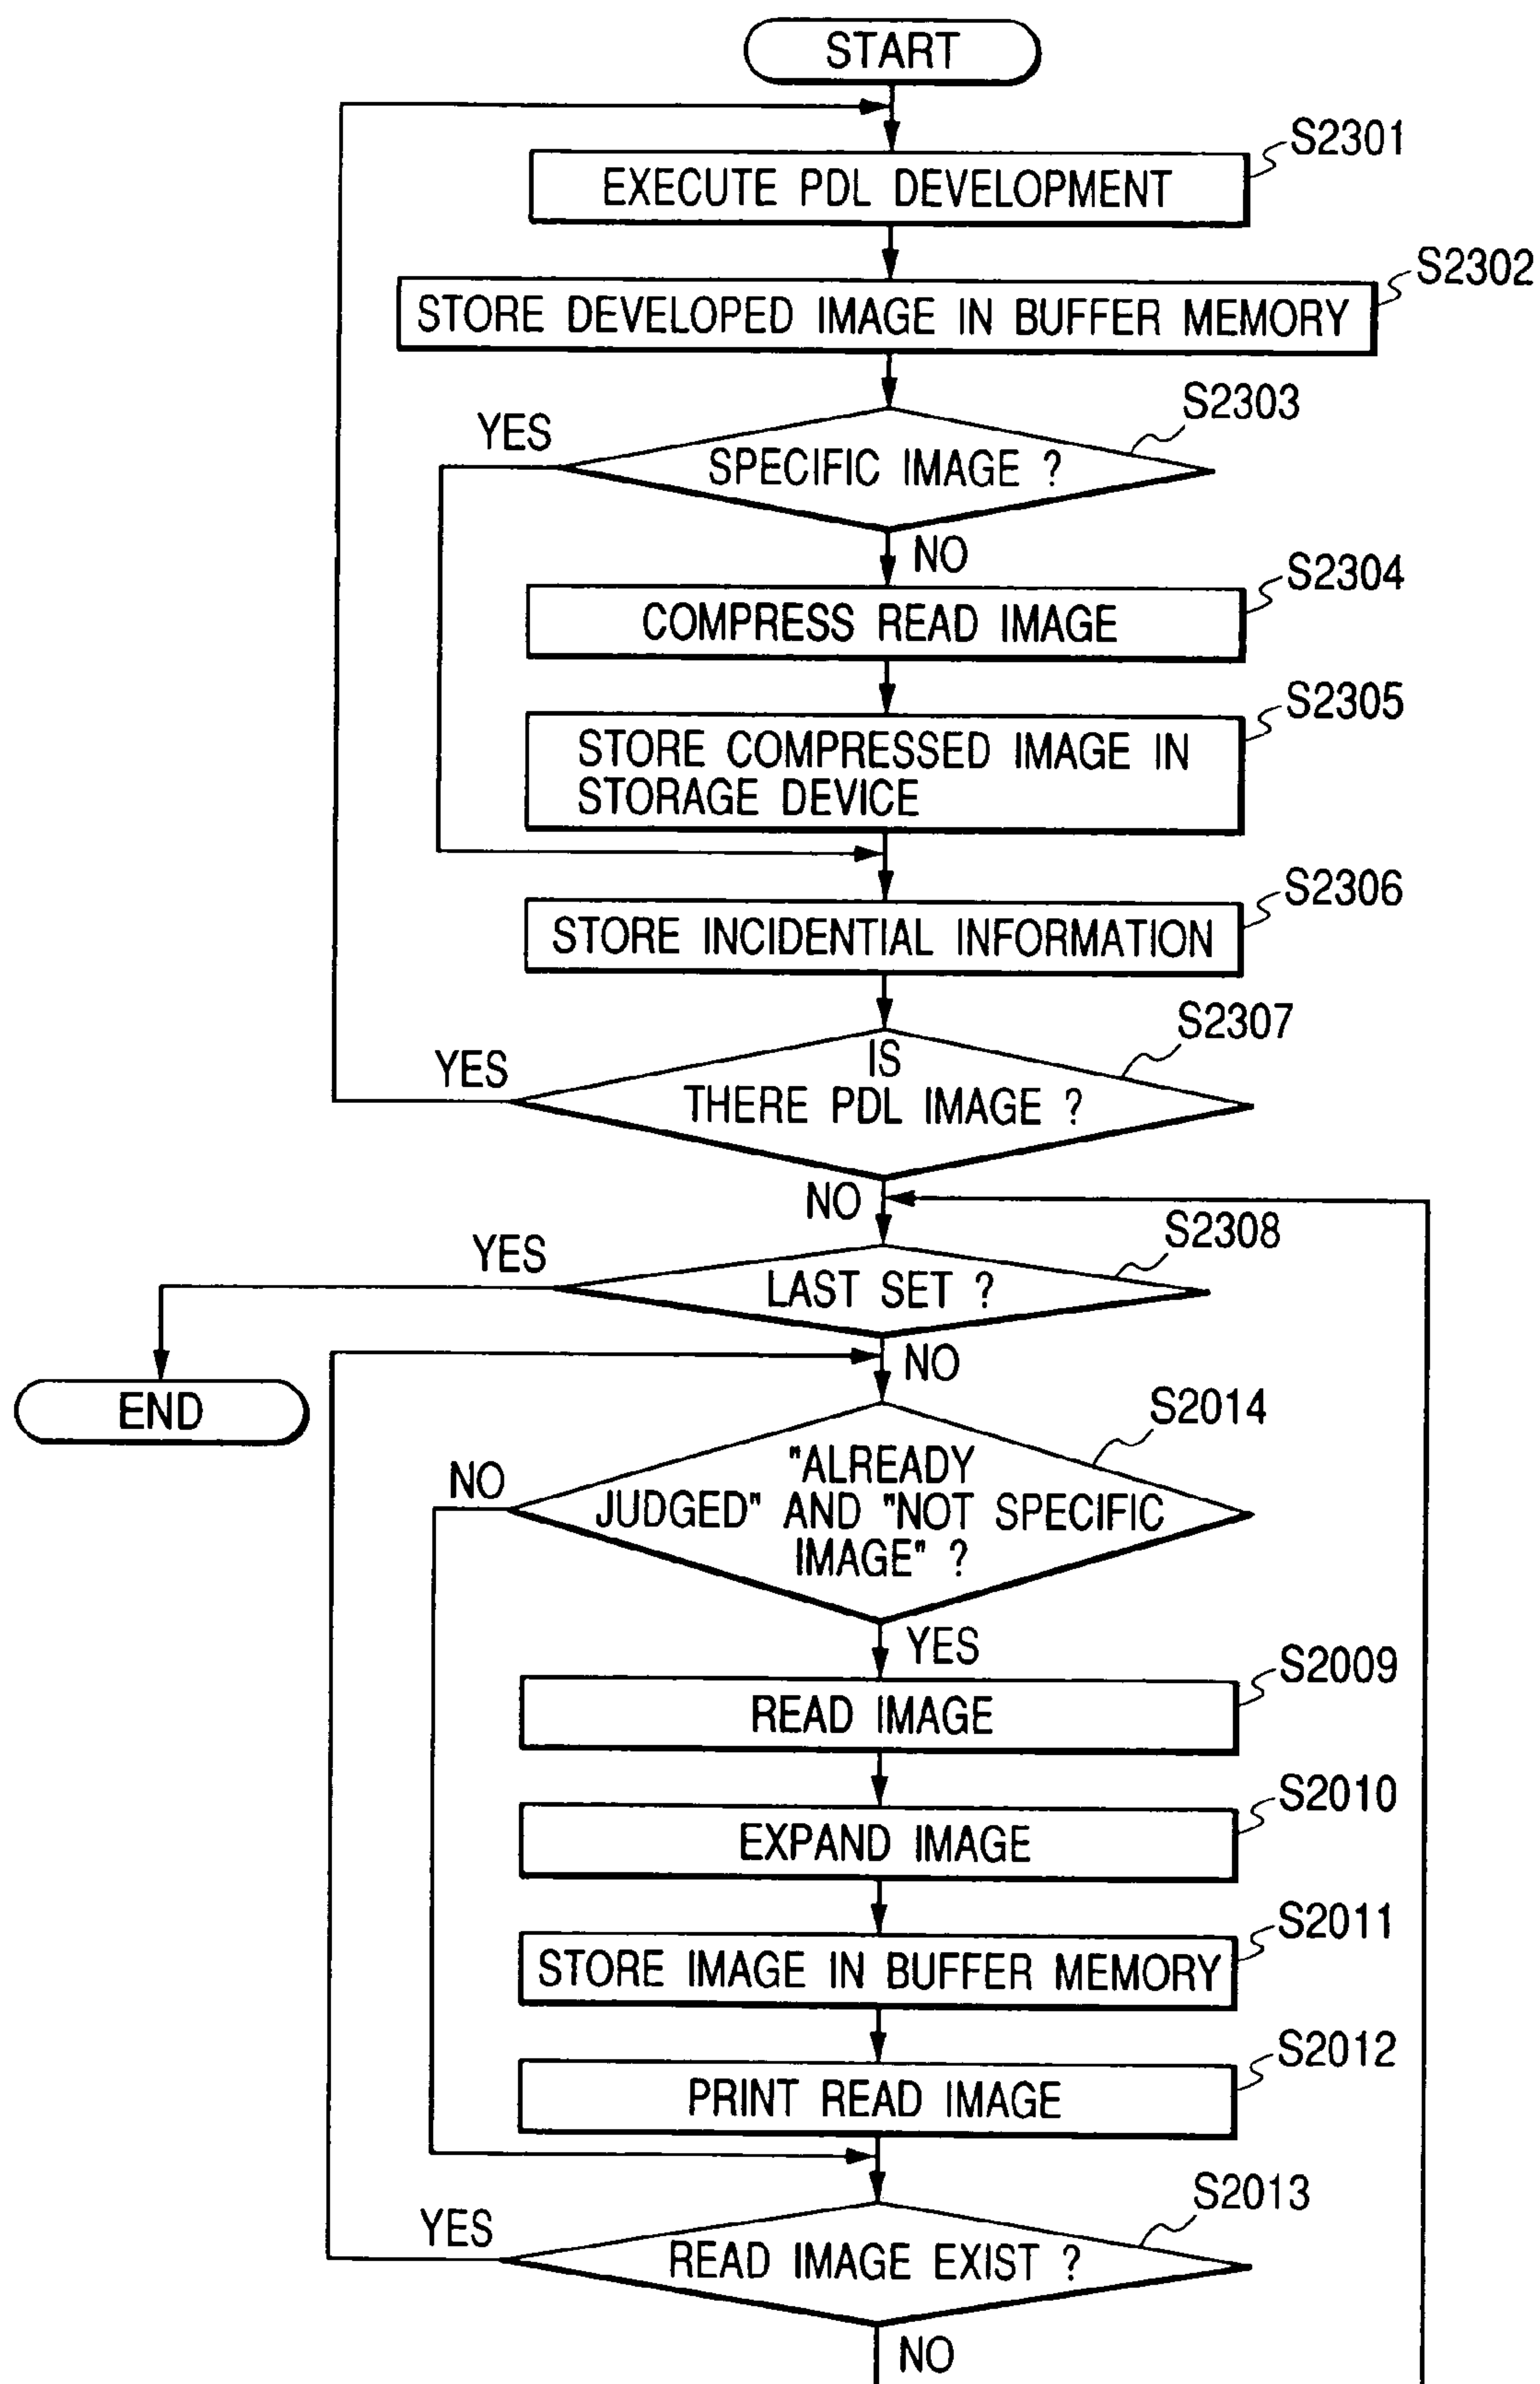 START
S2301
EXECUTE PDL DEVELOPMENT
S2302
STORE DEVELOPED IMAGE IN BUFFER MEMORY
S2303
YES
SPECIFIC IMAGE ?
NO
S2304
COMPRESS READ IMAGE
S2305
STORE COMPRESSED IMAGE IN
STORAGE DEVICE
S2306
STORE INCIDENTIAL INFORMATION
S2307
YES
IS
THERE PDL IMAGE ?
NO
S2308
YES
LAST SET ?
NO
END
S2014
NO
"ALREADY
JUDGED" AND "NOT SPECIFIC
IMAGE" ?
YES
S2009
READ IMAGE
S2010
EXPAND IMAGE
S2011
STORE IMAGE IN BUFFER MEMORY
S2012
PRINT READ IMAGE
S2013
YES
READ IMAGE EXIST ?
NO